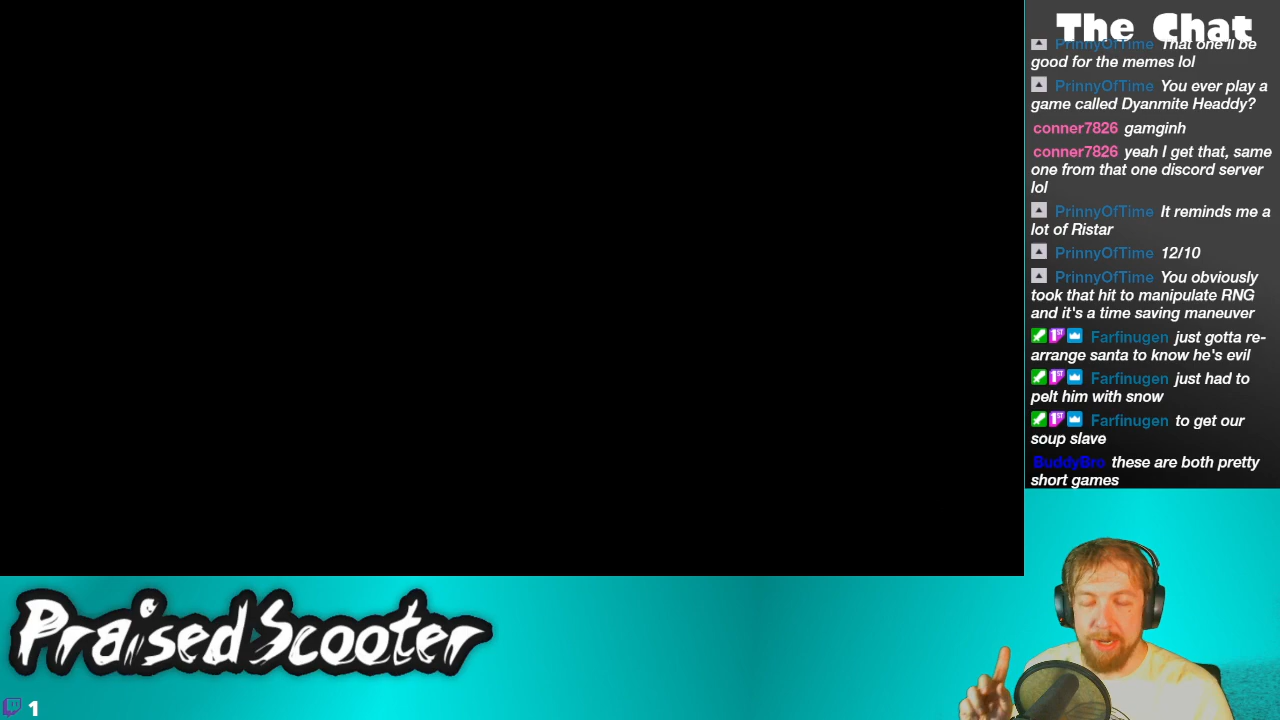 The Chat
PrinnyOfTime That one'll be
good for the memes lol
PrinnyOfTime You ever play a
game called Dyanmite Headdy?
conner7826 gamginh
conner7826 yeah I get that, same
one from that one discord server
lol
PrinnyOfTime It reminds me a
lot of Ristar
PrinnyOfTime 12/10
PrinnyOfTime You obviously
took that hit to manipulate RNG
and it's a time saving maneuver
1ST Farfinugen just gotta re-
arrange santa to know he's evil
1ST Farfinugen just had to
pelt him with snow
1ST Farfinugen to get our
soup slave
BuddyBro these are both pretty
short games
PraisedScooter
1